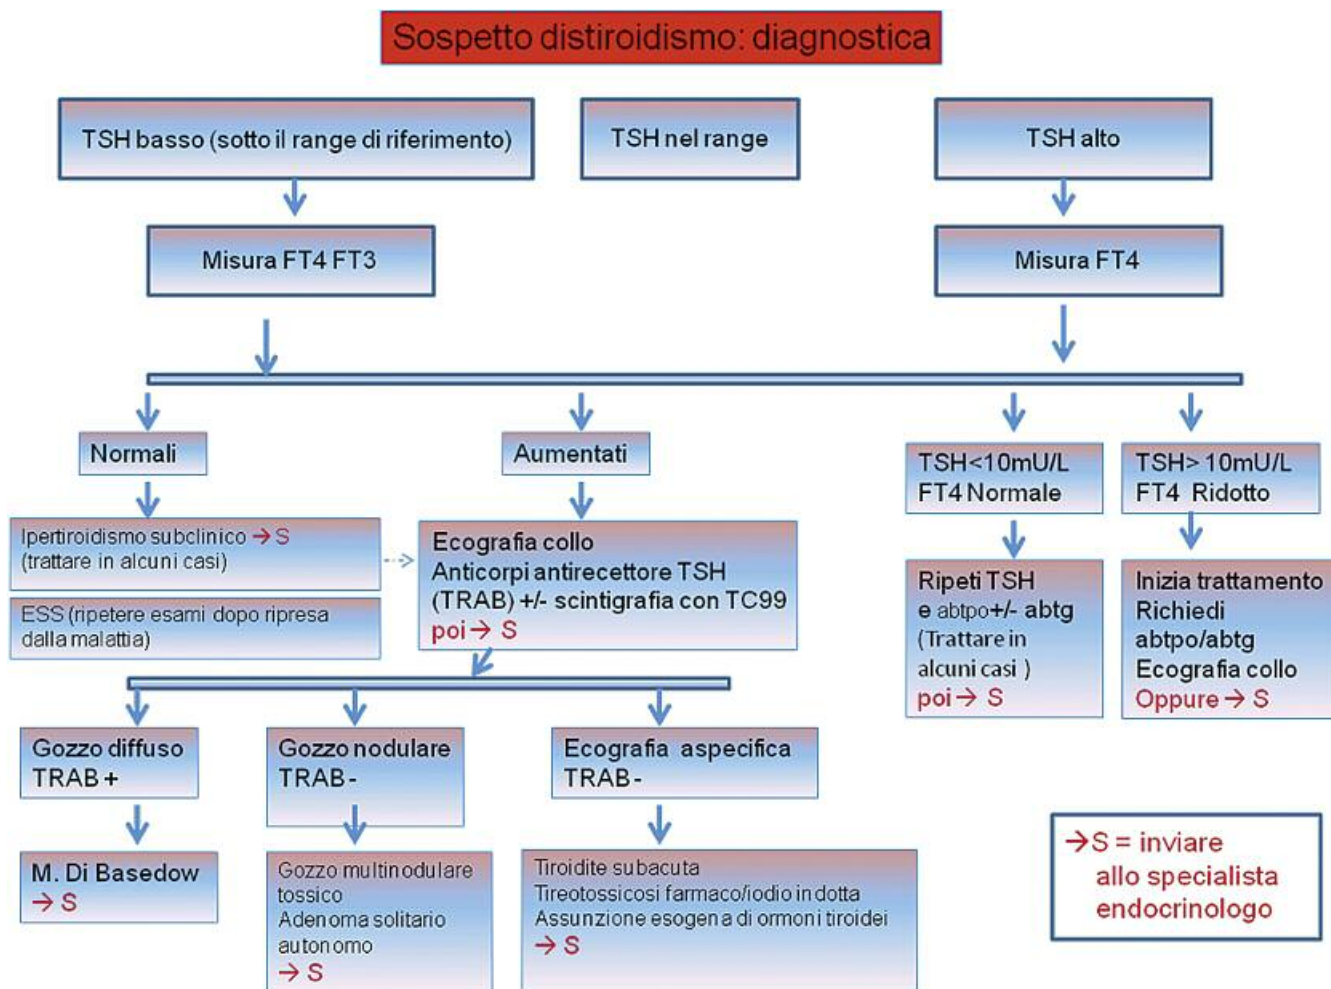 Sospetto distiroidismo: diagnostica
TSH basso (sotto il range di riferimento)
TSH nel range
TSH alto
Misura FT4 FT3
Misura FT4
Normali
Aumentati
TSH<10mU/L
FT4 Normale
TSH> 10mU/L
FT4 Ridotto
Ipertiroidismo subclinico → S
(trattare in alcuni casi)
ESS (ripetere esami dopo ripresa
dalla malattia)
Ecografia collo
Anticorpi antirecettore TSH
(TRAB) +/- scintigrafia con TC99
poi → S
Ripeti TSH
e abtpo+/- abtg
(Trattare in
alcuni casi )
poi → S
Inizia trattamento
Richiedi
abtpo/abtg
Ecografia collo
Oppure → S
Gozzo diffuso
TRAB +
Gozzo nodulare
TRAB -
Ecografia aspecifica
TRAB -
M. Di Basedow
→ S
Gozzo multinodulare
tossico
Adenoma solitario
autonomo
→ S
Tiroidite subacuta
Tireotossicosi farmaco/iodio indotta
Assunzione esogena di ormoni tiroidei
→ S
→S = inviare
allo specialista
endocrinologo